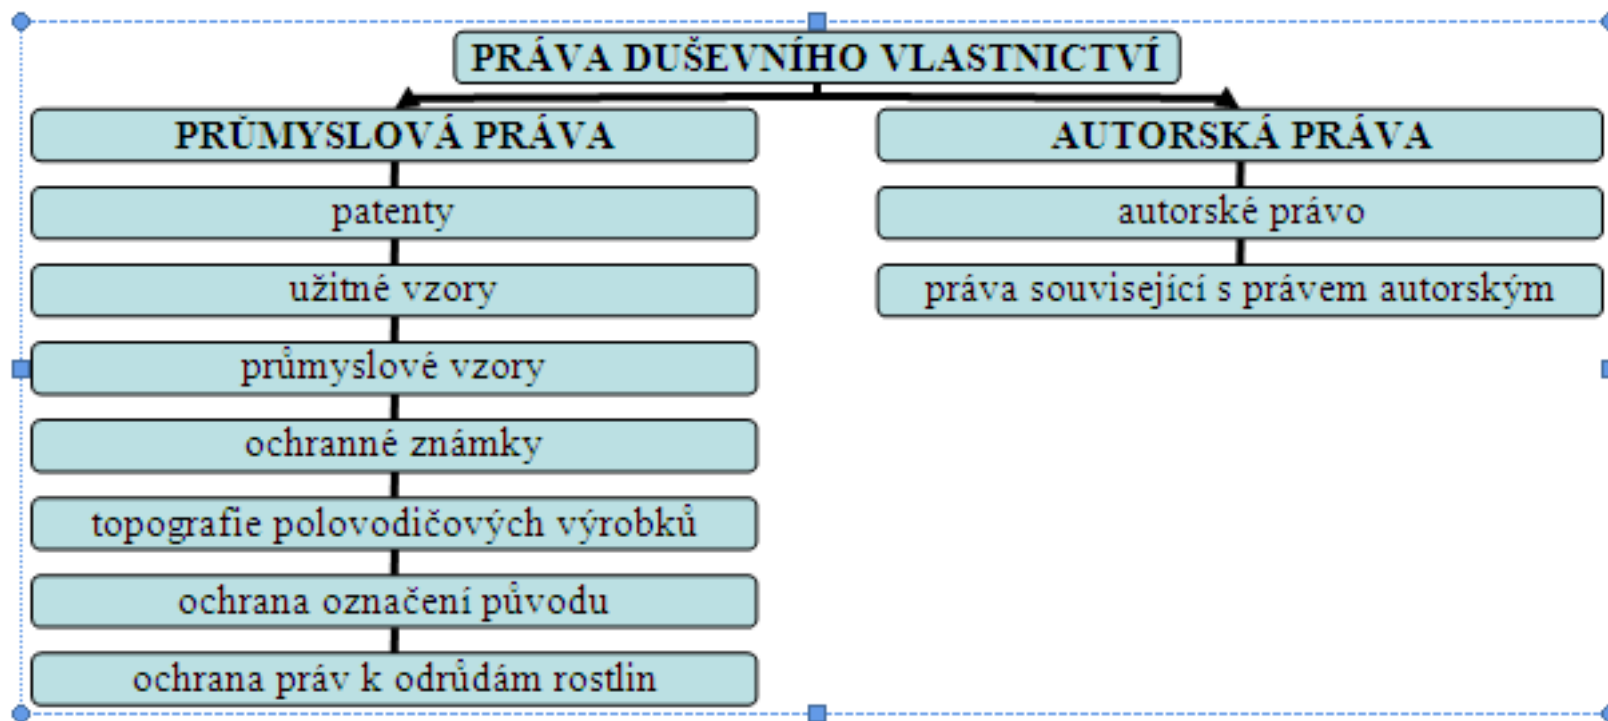 PRÁVA DUŠEVNÍHO VLASTNICTVÍ
PRŮMYSLOVÁ PRÁVA
patenty
užitné vzory
průmyslové vzory
ochranné známky
topografie polovodičových výrobků
ochrana označení původu
ochrana práv k odrůdám rostlin
AUTORSKÁ PRÁVA
autorské právo
práva související s právem autorským